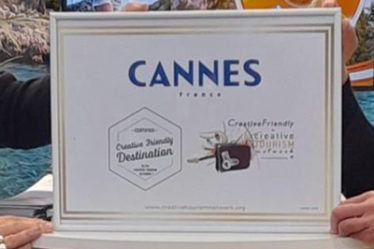 CANNES
France
CERTIFIED
Creative Friendly
Destination
CreativeFriendly
Creative
TOURISM
network
www.creativetourismnetwork.org